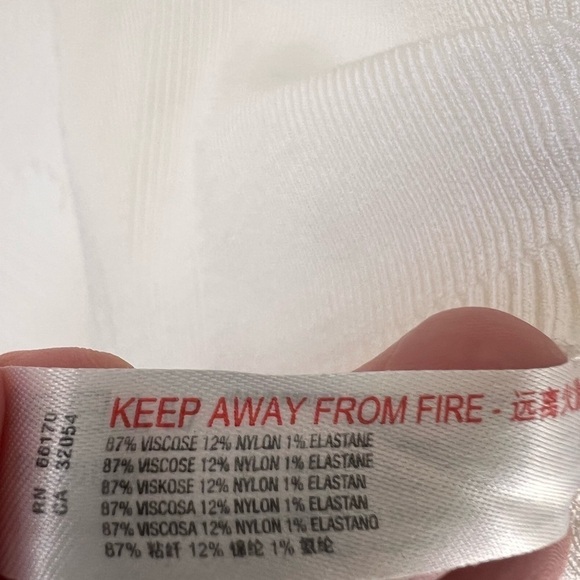 RN 66170
CA 32054
KEEP AWAY FROM FIRE - 远离火
87% VISCOSE 12% NYLON 1% ELASTANE
87% VISCOSE 12% NYLON 1% ELASTANE
87% VISKOSE 12% NYLON 1% ELASTAN
87% VISCOSA 12% NYLON 1% ELASTAN
87% VISCOSA 12% NYLON 1% ELASTANO
87% 粘纤 12% 锦纶 1% 氨纶